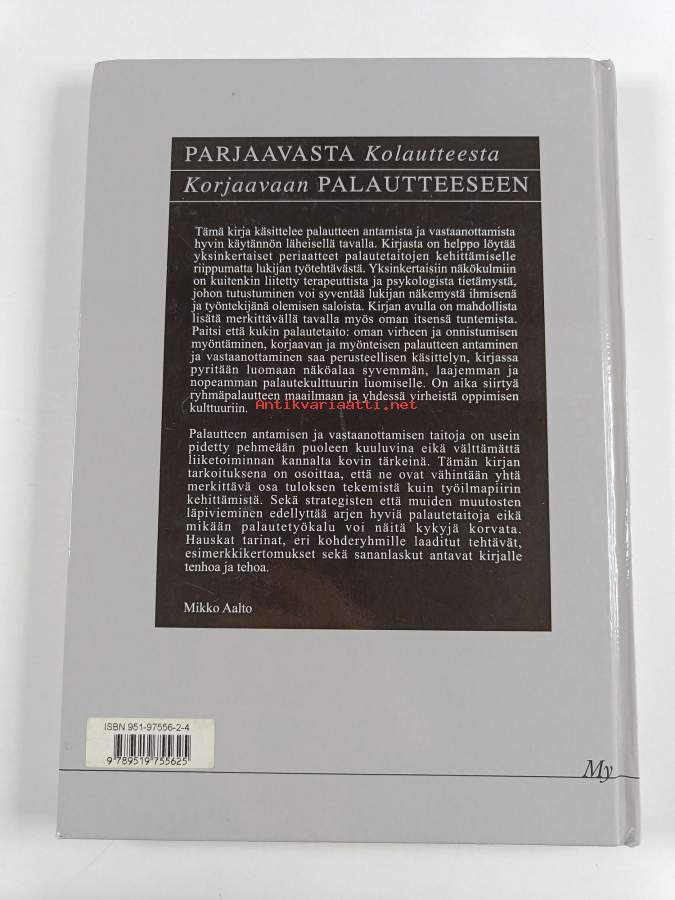 PARJAAVASTA Kolautteesta
Korjaavaan PALAUTTEESEEN
Tämä kirja käsittelee palautteen antamista ja vastaanottamista
hyvin käytännön läheisellä tavalla. Kirjasta on helppo löytää
yksinkertaiset periaatteet palautetaitojen kehittämiselle
riippumatta lukijan työtehtävästä. Yksinkertaisiin näkökulmiin
on kuitenkin liitetty terapeuttista ja psykologista tietämystä,
johon tutustuminen voi syventää lukijan näkemystä ihmisenä
ja työntekijänä olemisen saloista. Kirjan avulla on mahdollista
lisätä merkittävällä tavalla myös oman itsensä tuntemista.
Paitsi että kukin palautetaito: oman virheen ja onnistumisen
myöntäminen, korjaavan ja myönteisen palautteen antaminen
ja vastaanottaminen saa perusteellisen käsittelyn, kirjassa
pyritään luomaan näköalaa syvemmän, laajemman ja
nopeamman palautekulttuurin luomiselle. On aika siirtyä
ryhmäpalautteen maailmaan ja yhdessä virheistä oppimisen
kulttuuriin.
Antikvariaatti.net
Palautteen antamisen ja vastaanottamisen taitoja on usein
pidetty pehmeään puoleen kuuluvina eikä välttämättä
liiketoiminnan kannalta kovin tärkeinä. Tämän kirjan
tarkoituksena on osoittaa, että ne ovat vähintään yhtä
merkittävä osa tuloksen tekemistä kuin työilmapiirin
kehittämistä. Sekä strategisten että muiden muutosten
läpivieminen edellyttää arjen hyviä palautetaitoja eikä
mikään palautetyökalu voi näitä kykyjä korvata.
Hauskat tarinat, eri kohderyhmille laaditut tehtävät,
esimerkkikertomukset sekä sananlaskut antavat kirjalle
tenhoa ja tehoa.
Mikko Aalto
ISBN 951-97556-2-4
9 789519 755625
My